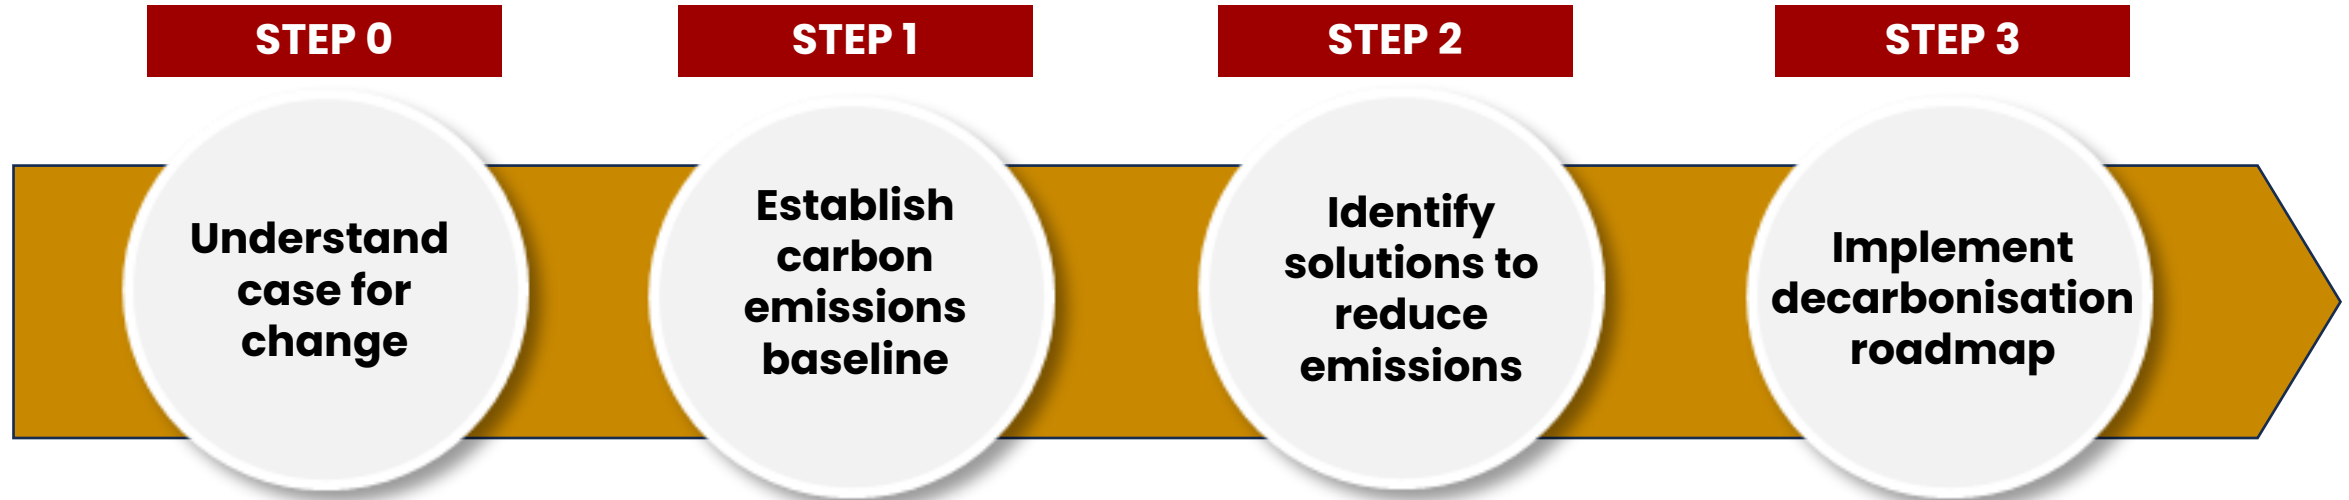 STEP 0
Understand
case for
change
STEP 1
Establish
carbon
emissions
baseline
STEP 2
Identify
solutions to
reduce
emissions
STEP 3
Implement
decarbonisation
roadmap